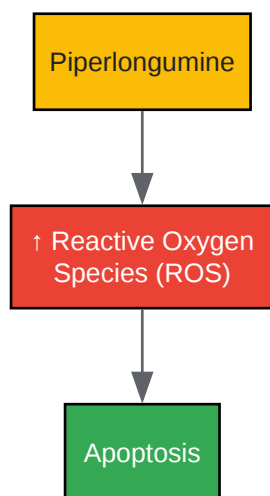 Piperlongumine
↑ Reactive Oxygen
Species (ROS)
Apoptosis